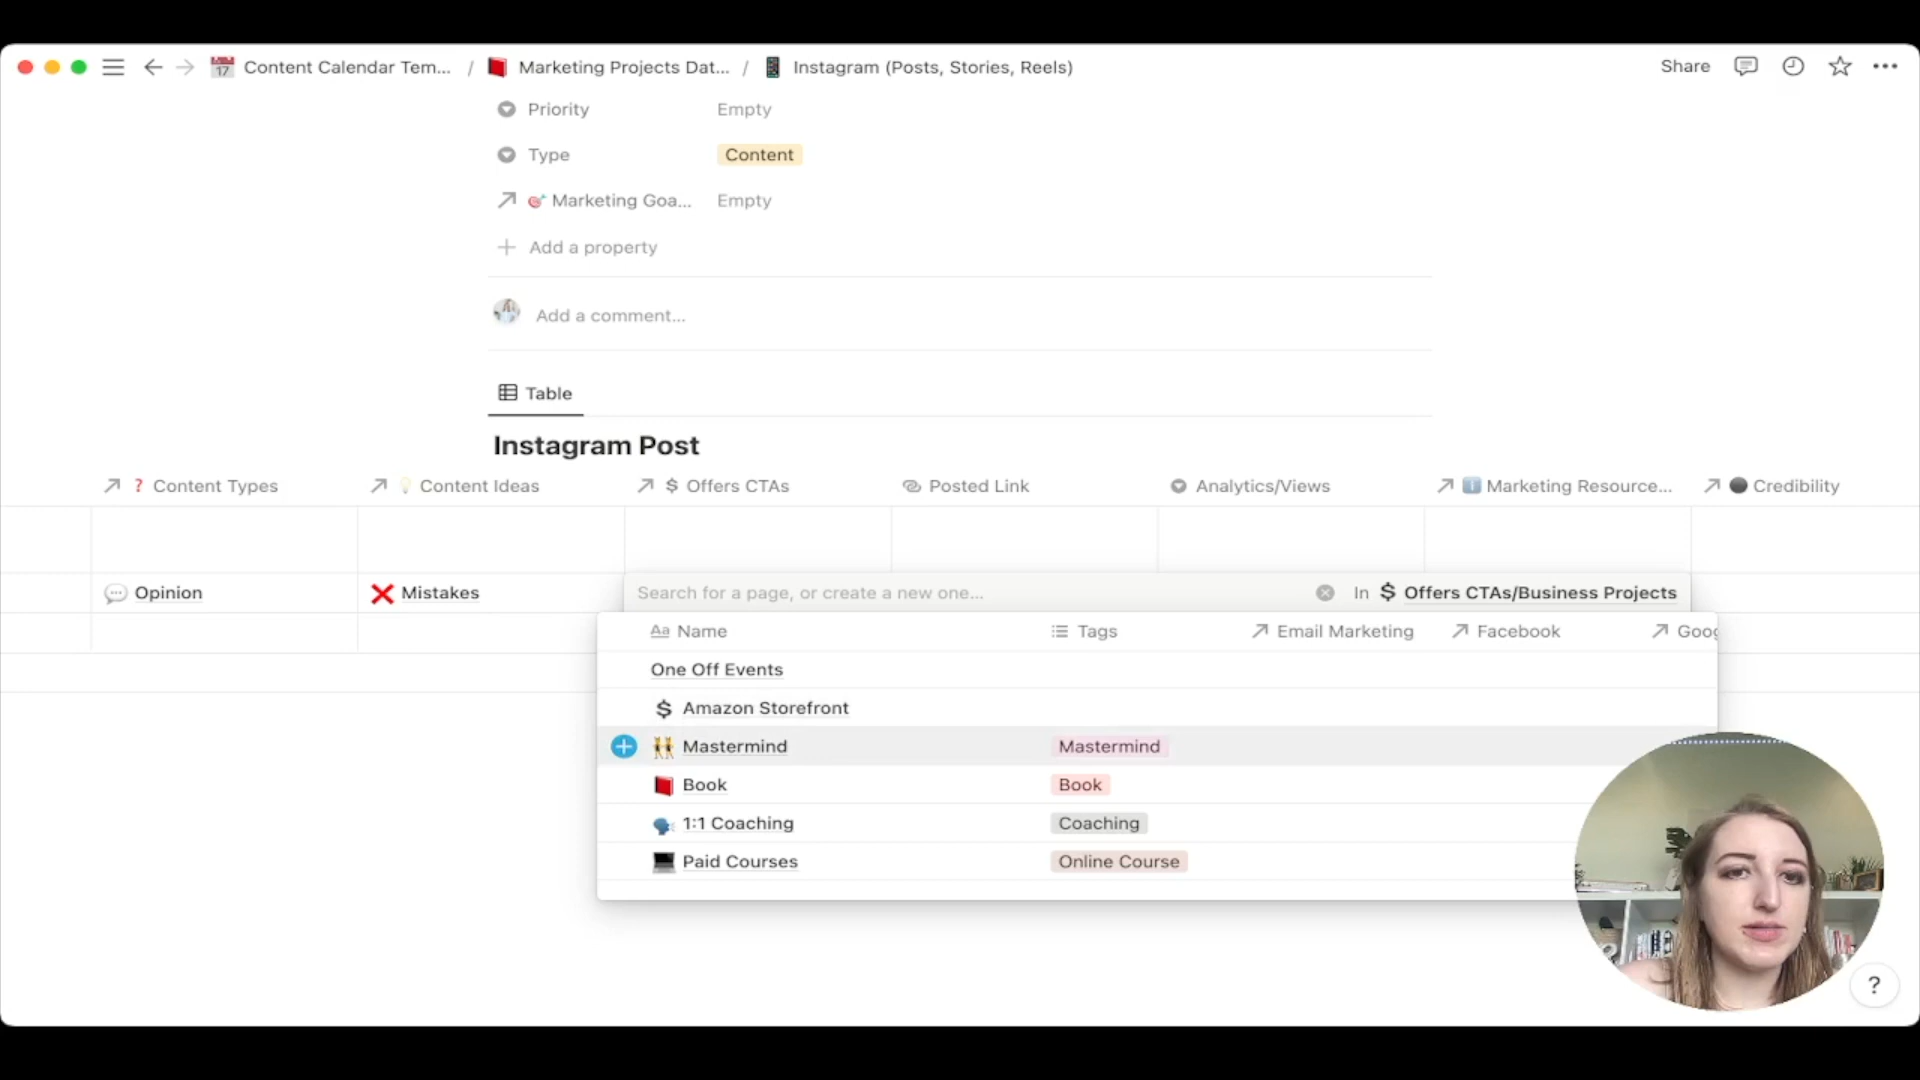 17 Content Calendar Tem... / Marketing Projects Dat... / Instagram (Posts, Stories, Reels) Share
Priority Empty
Type Content
Marketing Goa... Empty
Add a property
Add a comment...
Table
Instagram Post
? Content Types Content Ideas $ Offers CTAs Posted Link Analytics/Views Marketing Resource... Credibility
Opinion Mistakes Search for a page, or create a new one... In $ Offers CTAs/Business Projects
Aa Name Tags Email Marketing Facebook Goog
One Off Events
$ Amazon Storefront
Mastermind Mastermind
Book Book
1:1 Coaching Coaching
Paid Courses Online Course
?